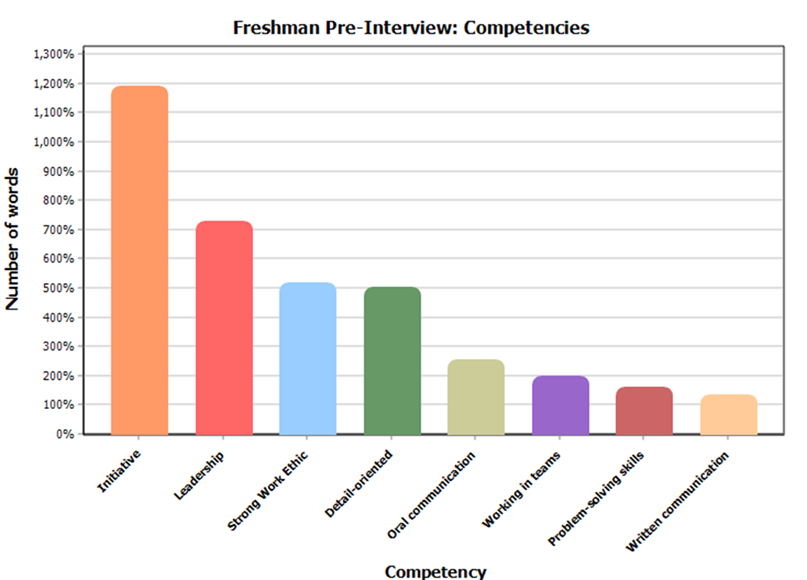 Freshman Pre-Interview: Competencies
1,300%
1,200%
1,100%
1,000%
900%
800%
700%
600%
500%
400%
300%
200%
100%
0%
Number of words
Initiative
Leadership
Strong Work Ethic
Detail-oriented
Oral communication
Working in teams
Problem-solving skills
Written communication
Competency